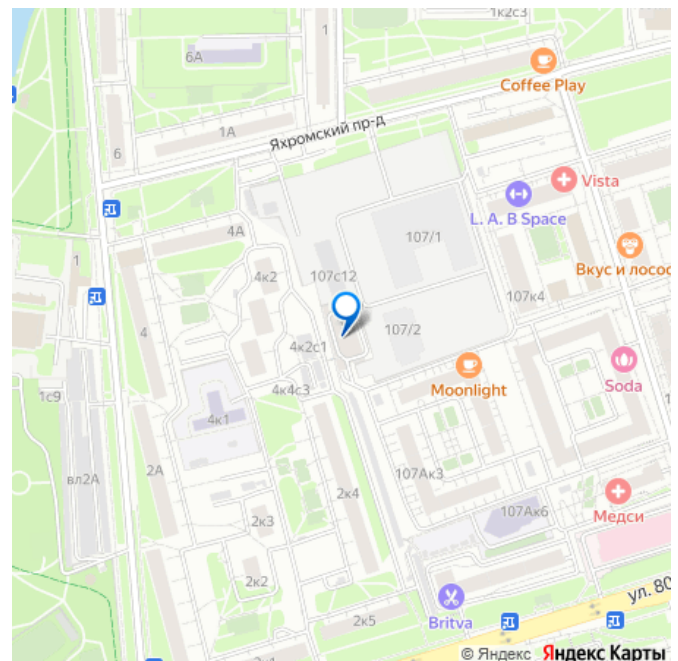 1к2с3
6А
1
Coffee Play
Яхромский пр-д
1А
6
Vista
L. A. B Space
4А
107/1
Вкус и лосос
1
4к2
107с12
107к4
4
107/2
4к2с1
Moonlight
Soda
1с9
4к4с3
4к1
1
вл2А
2А
107Ак3
2к4
Медси
107Ак6
2к3
2к2
Britva
ул. 80
2к5
2к1
© Яндекс Яндекс Карты